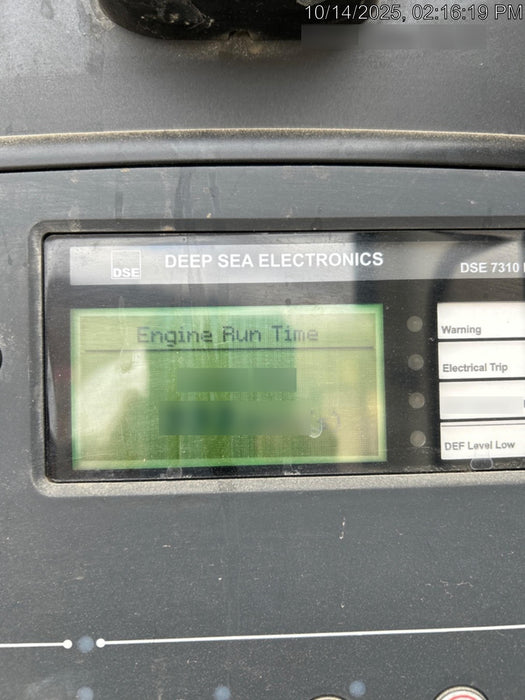 10/14/2025, 02:16:19 PM
DSE
DEEP SEA ELECTRONICS
DSE 7310
Engine Run Time
Warning
Electrical Trip
DEF Level Low